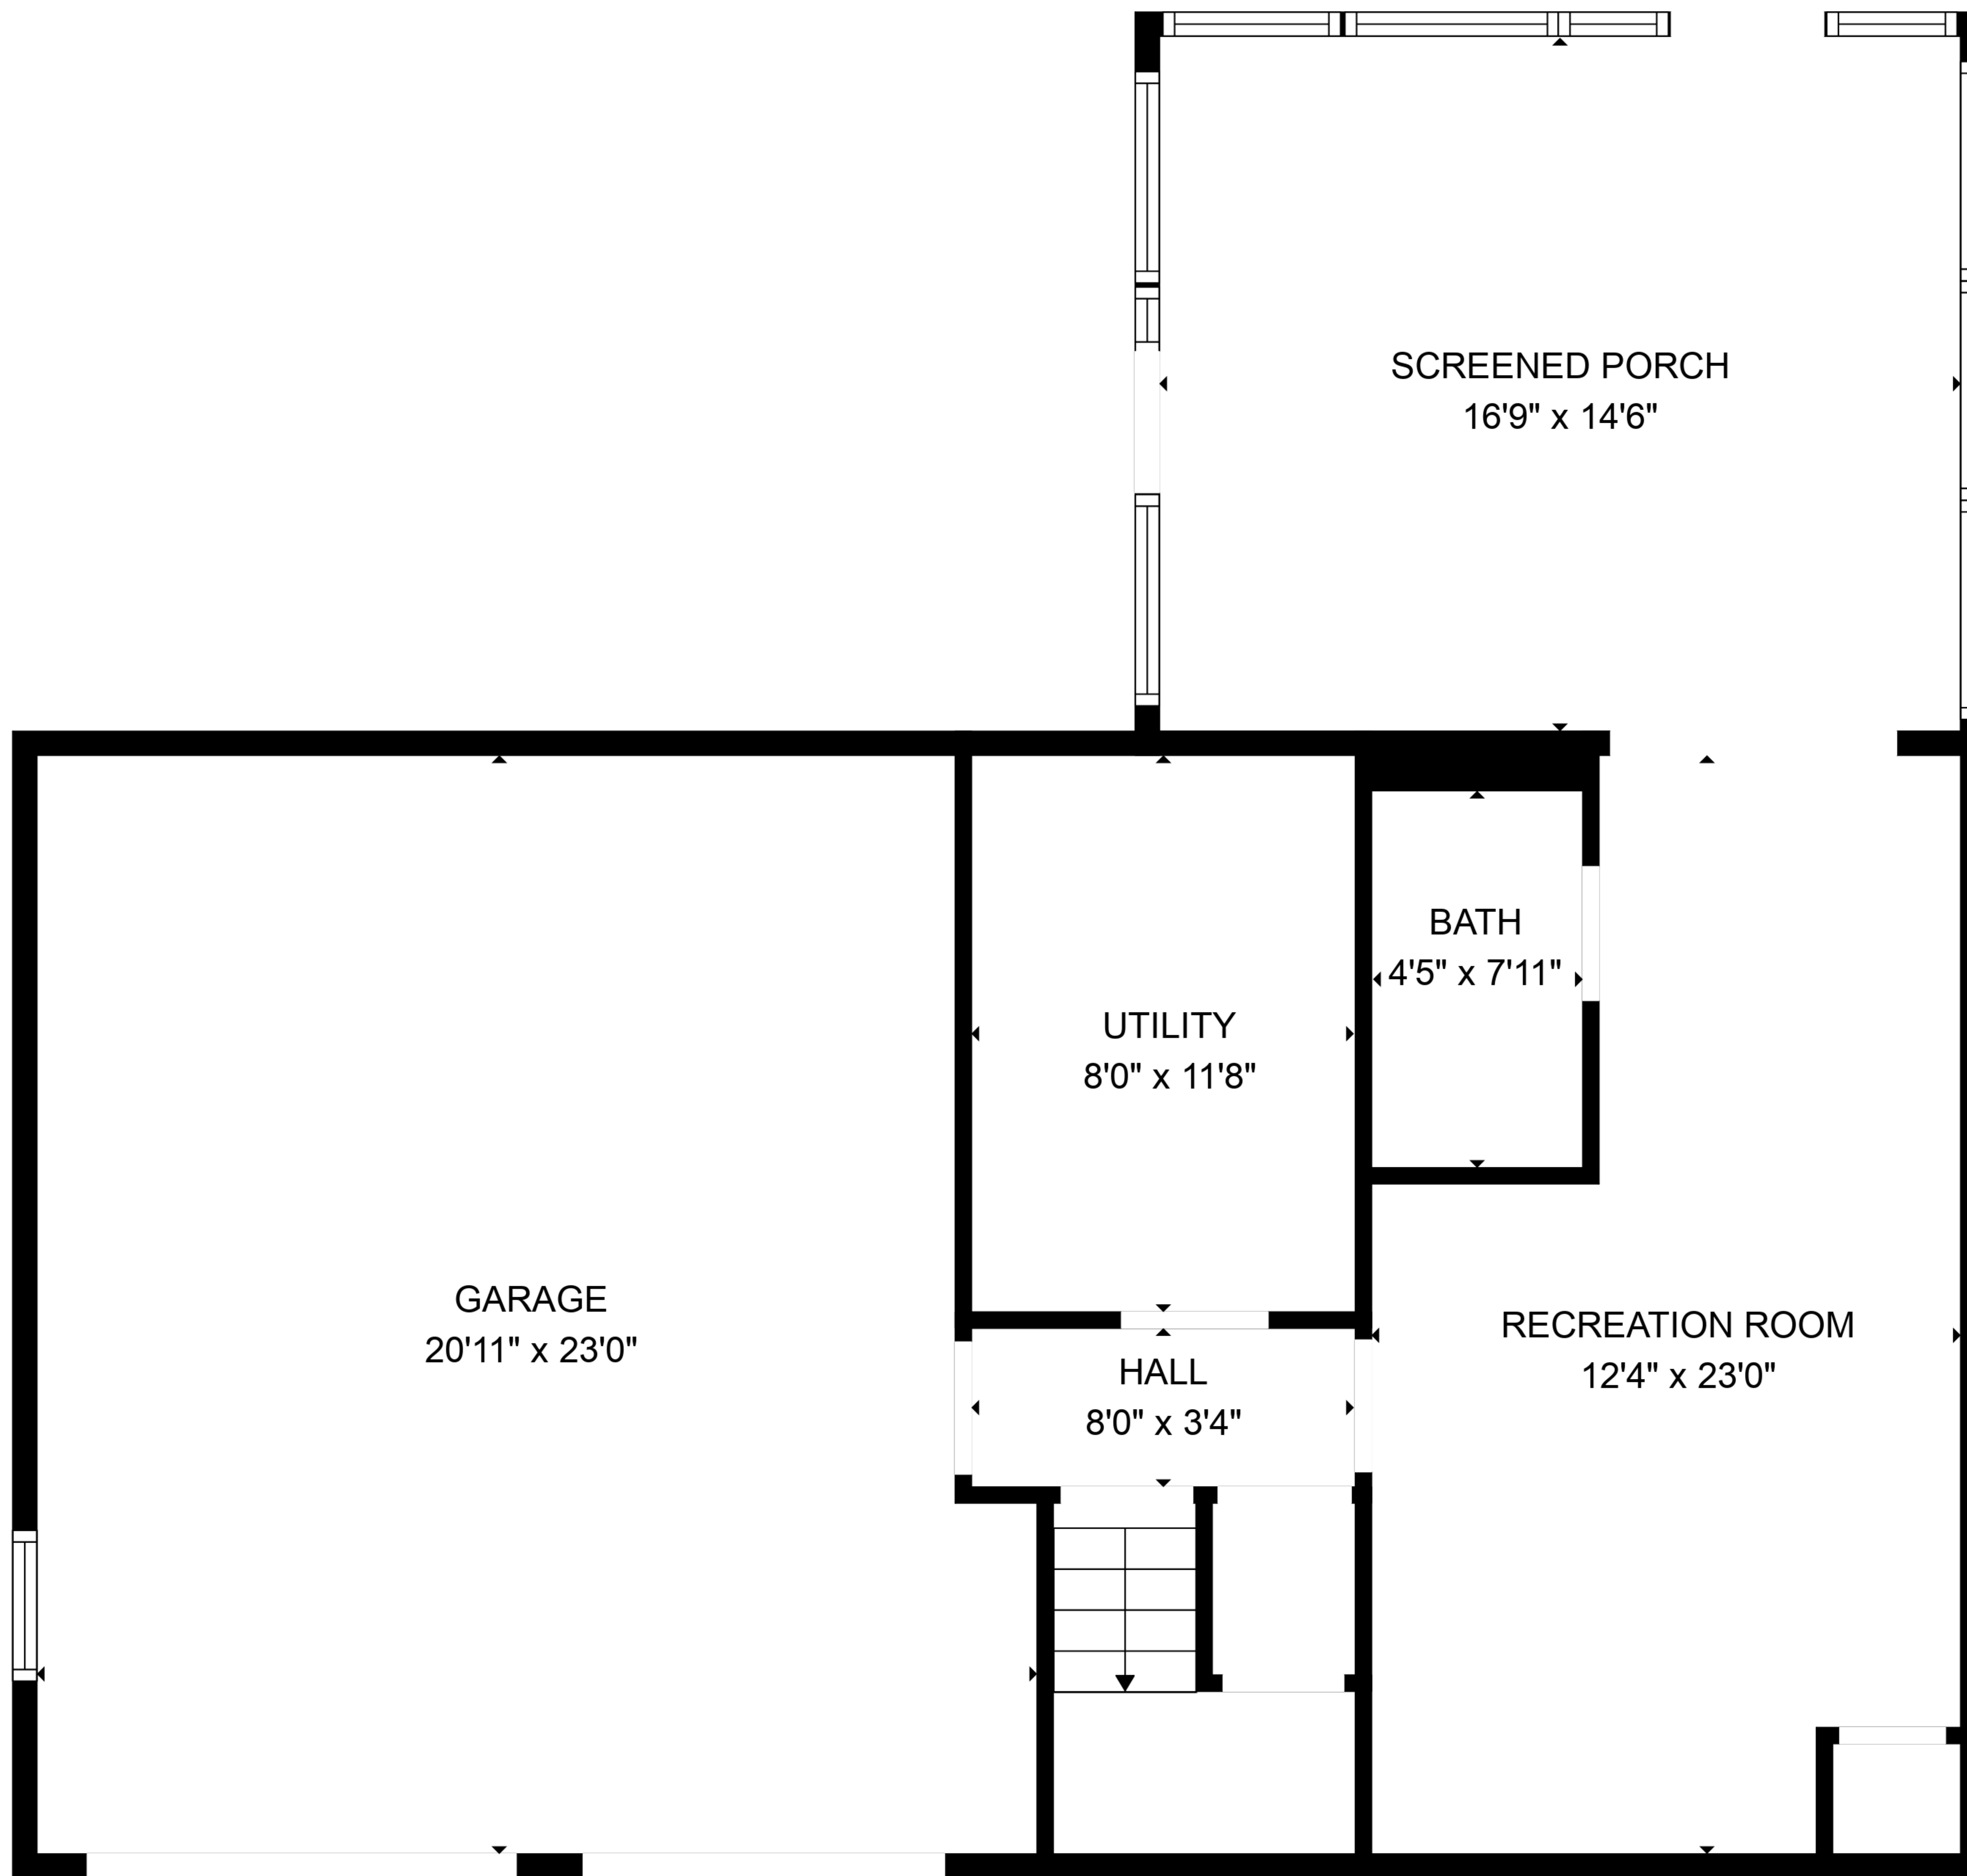 SCREENED PORCH
16'9" x 14'6"
BATH
4'5" x 7'11"
UTILITY
8'0" x 11'8"
GARAGE
20'11" x 23'0"
RECREATION ROOM
12'4" x 23'0"
HALL
8'0" x 3'4"